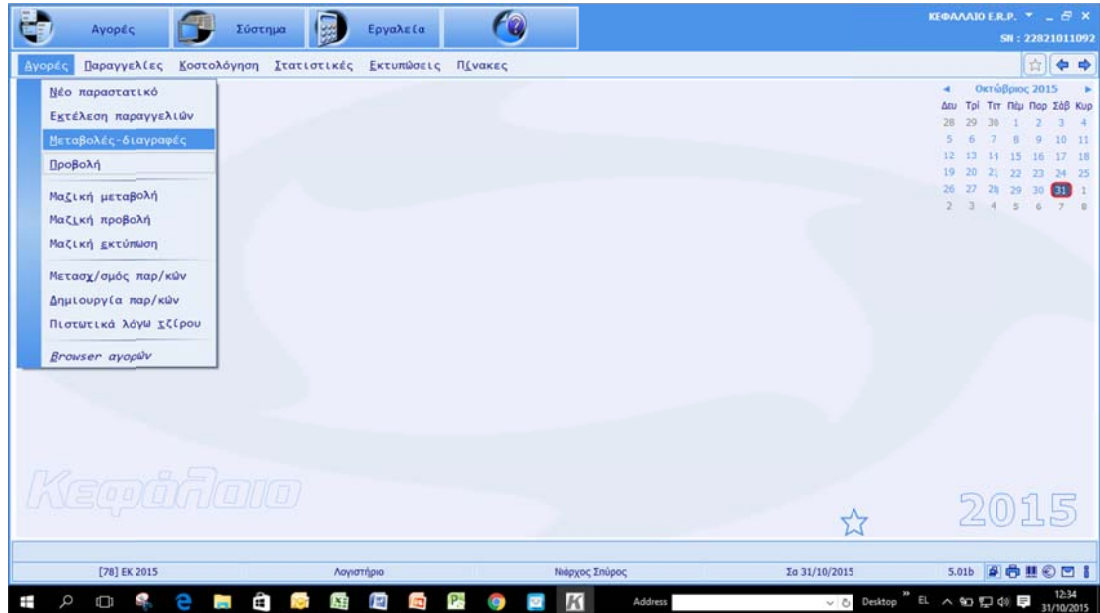 Αγορές Σύστημα Εργαλεία
ΚΕΦΑΛΑΙΟ E.R.P.
SN : 22821011092
Αγορές Παραγγελίες Κοστολόγηση Στατιστικές Εκτυπώσεις Πίνακες
Νέο παραστατικό
Εκτέλεση παραγγελιών
Μεταβολές-διαγραφές
Προβολή
Μαζική μεταβολή
Μαζική προβολή
Μαζική εκτύπωση
Μετασχ/σμός παρ/κών
Δημιουργία παρ/κών
Πιστωτικά λόγω τζίρου
Browser αγορών
Οκτώβριος 2015
Δευ Τρί Τετ Πέμ Παρ Σάβ Κυρ
28 29 30 1 2 3 4
5 6 7 8 9 10 11
12 13 14 15 16 17 18
19 20 21 22 23 24 25
26 27 28 29 30 31 1
2 3 4 5 6 7 8
Κεφάλαιο
2015
[78] ΕΚ 2015 Λογιστήριο Νιάρχος Σπύρος Σα 31/10/2015 5.01b
Address Desktop EL 12:34
31/10/2015